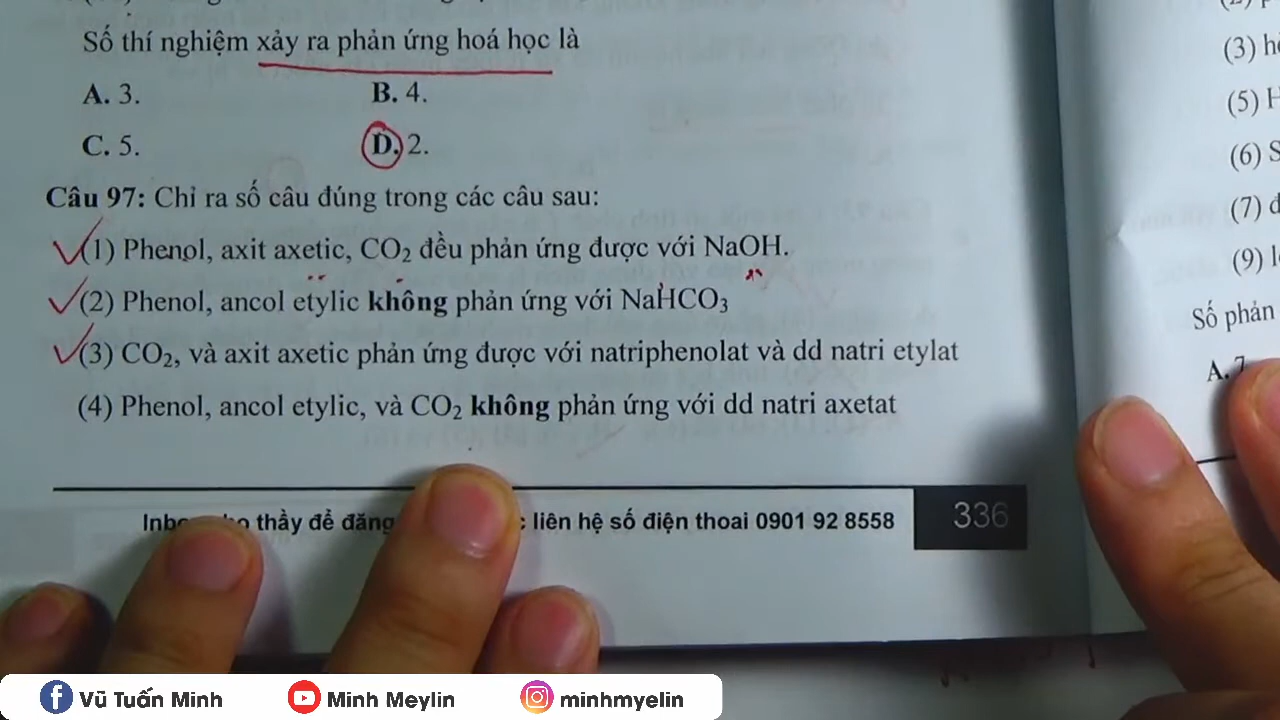 Số thí nghiệm xảy ra phản ứng hoá học là
A. 3. B. 4.
C. 5. D. 2.
Câu 97: Chỉ ra số câu đúng trong các câu sau:
(1) Phenol, axit axetic, CO₂ đều phản ứng được với NaOH.
(2) Phenol, ancol etylic không phản ứng với NaHCO₃
(3) CO₂, và axit axetic phản ứng được với natriphenolat và dd natri etylat
(4) Phenol, ancol etylic, và CO₂ không phản ứng với dd natri axetat
thầy để đăng liên hệ số điện thoai 0901 92 8558
336
(3)
(5)
(6)
(7)
(9)
Số phản
A. 7
Vũ Tuấn Minh
Minh Meylin
minhmyelin